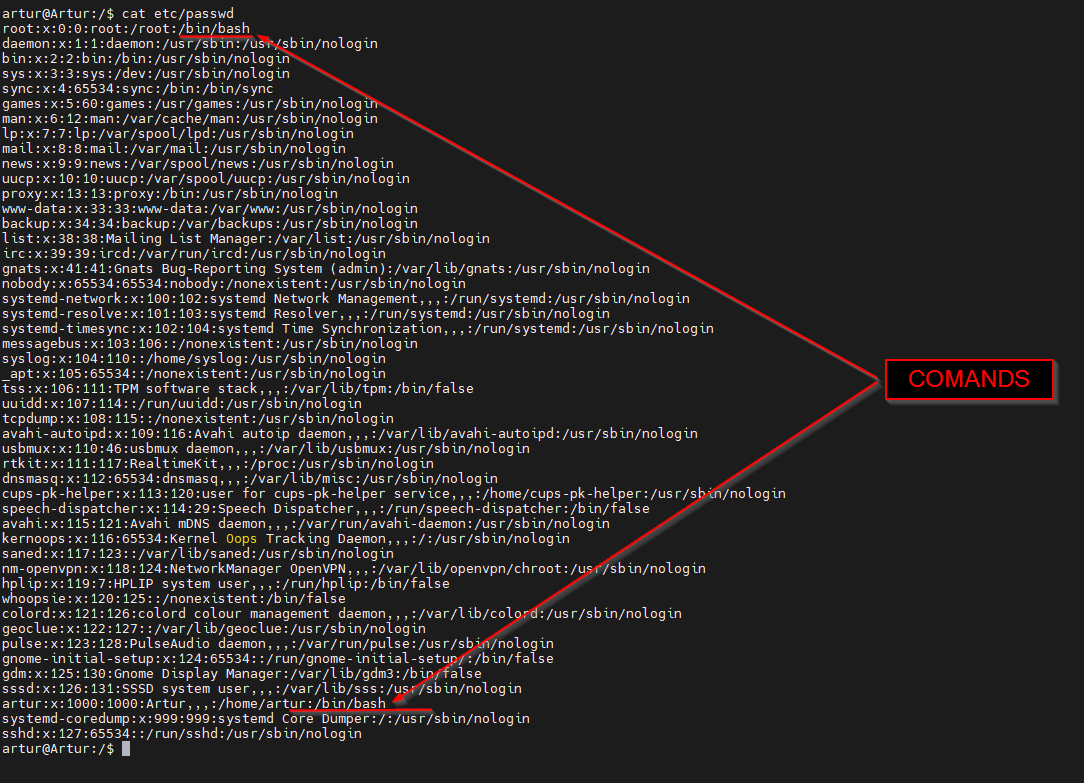 artur@Artur:/$ cat etc/passwd
root:x:0:0:root:/root:/bin/bash
daemon:x:1:1:daemon:/usr/sbin:/usr/sbin/nologin
bin:x:2:2:bin:/bin:/usr/sbin/nologin
sys:x:3:3:sys:/dev:/usr/sbin/nologin
sync:x:4:65534:sync:/bin:/bin/sync
games:x:5:60:games:/usr/games:/usr/sbin/nologin
man:x:6:12:man:/var/cache/man:/usr/sbin/nologin
lp:x:7:7:lp:/var/spool/lpd:/usr/sbin/nologin
mail:x:8:8:mail:/var/mail:/usr/sbin/nologin
news:x:9:9:news:/var/spool/news:/usr/sbin/nologin
uucp:x:10:10:uucp:/var/spool/uucp:/usr/sbin/nologin
proxy:x:13:13:proxy:/bin:/usr/sbin/nologin
www-data:x:33:33:www-data:/var/www:/usr/sbin/nologin
backup:x:34:34:backup:/var/backups:/usr/sbin/nologin
list:x:38:38:Mailing List Manager:/var/list:/usr/sbin/nologin
irc:x:39:39:ircd:/var/run/ircd:/usr/sbin/nologin
gnats:x:41:41:Gnats Bug-Reporting System (admin):/var/lib/gnats:/usr/sbin/nologin
nobody:x:65534:65534:nobody:/nonexistent:/usr/sbin/nologin
systemd-network:x:100:102:systemd Network Management,,,:/run/systemd:/usr/sbin/nologin
systemd-resolve:x:101:103:systemd Resolver,,,:/run/systemd:/usr/sbin/nologin
systemd-timesync:x:102:104:systemd Time Synchronization,,,:/run/systemd:/usr/sbin/nologin
messagebus:x:103:106::/nonexistent:/usr/sbin/nologin
syslog:x:104:110::/home/syslog:/usr/sbin/nologin
_apt:x:105:65534::/nonexistent:/usr/sbin/nologin
tss:x:106:111:TPM software stack,,,:/var/lib/tpm:/bin/false
uuidd:x:107:114::/run/uuidd:/usr/sbin/nologin
tcpdump:x:108:115::/nonexistent:/usr/sbin/nologin
avahi-autoipd:x:109:116:Avahi autoip daemon,,,:/var/lib/avahi-autoipd:/usr/sbin/nologin
usbmux:x:110:46:usbmux daemon,,,:/var/lib/usbmux:/usr/sbin/nologin
rtkit:x:111:117:RealtimeKit,,,:/proc:/usr/sbin/nologin
dnsmasq:x:112:65534:dnsmasq,,,:/var/lib/misc:/usr/sbin/nologin
cups-pk-helper:x:113:120:user for cups-pk-helper service,,,:/home/cups-pk-helper:/usr/sbin/nologin
speech-dispatcher:x:114:29:Speech Dispatcher,,,:/run/speech-dispatcher:/bin/false
avahi:x:115:121:Avahi mDNS daemon,,,:/var/run/avahi-daemon:/usr/sbin/nologin
kernoops:x:116:65534:Kernel Oops Tracking Daemon,,,:/:/usr/sbin/nologin
saned:x:117:123::/var/lib/saned:/usr/sbin/nologin
nm-openvpn:x:118:124:NetworkManager OpenVPN,,,:/var/lib/openvpn/chroot:/usr/sbin/nologin
hplip:x:119:7:HPLIP system user,,,:/run/hplip:/bin/false
whoopsie:x:120:125::/nonexistent:/bin/false
colord:x:121:126:colord colour management daemon,,,:/var/lib/colord:/usr/sbin/nologin
geoclue:x:122:127::/var/lib/geoclue:/usr/sbin/nologin
pulse:x:123:128:PulseAudio daemon,,,:/var/run/pulse:/usr/sbin/nologin
gnome-initial-setup:x:124:65534::/run/gnome-initial-setup/:/bin/false
gdm:x:125:130:Gnome Display Manager:/var/lib/gdm3:/bin/false
sssd:x:126:131:SSSD system user,,,:/var/lib/sss:/usr/sbin/nologin
artur:x:1000:1000:Artur,,,:/home/artur:/bin/bash
systemd-coredump:x:999:999:systemd Core Dumper:/:/usr/sbin/nologin
sshd:x:127:65534::/run/sshd:/usr/sbin/nologin
artur@Artur:/$
COMANDS